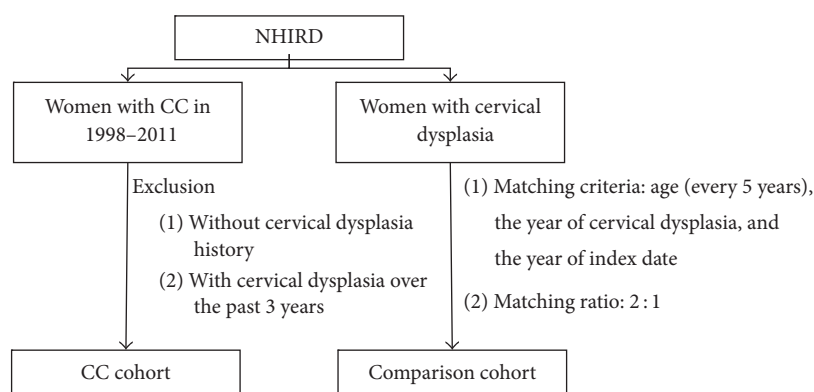 NHIRD
Women with CC in
1998–2011
Women with cervical
dysplasia
Exclusion
(1) Without cervical dysplasia
history
(2) With cervical dysplasia over
the past 3 years
(1) Matching criteria: age (every 5 years),
the year of cervical dysplasia, and
the year of index date
(2) Matching ratio: 2 : 1
CC cohort
Comparison cohort